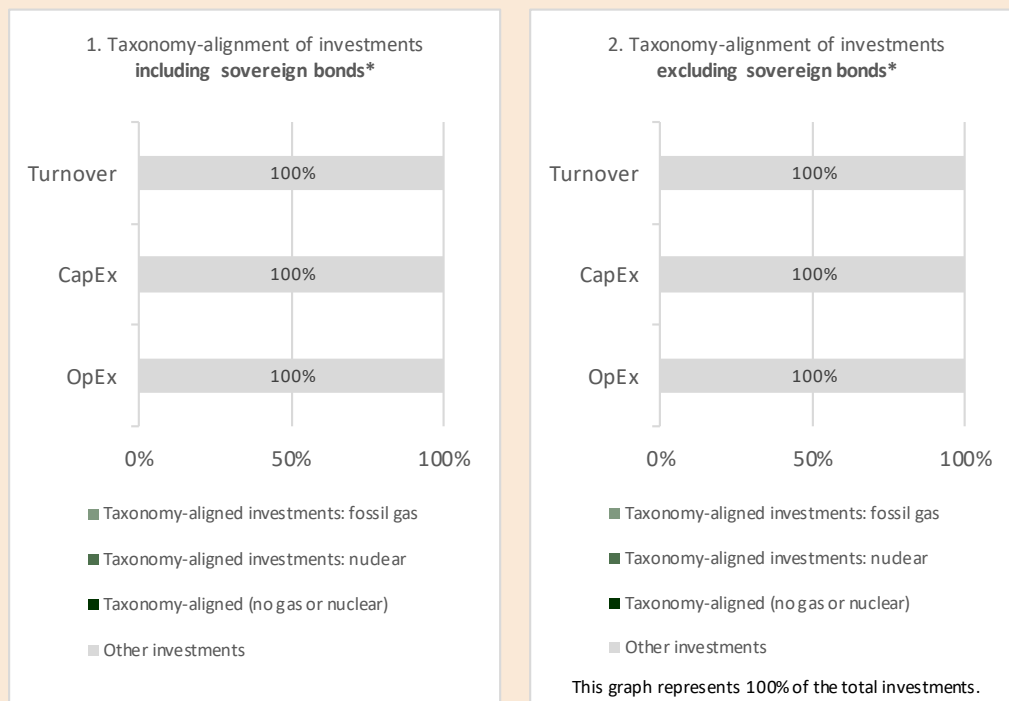 1. Taxonomy-alignment of investments
including sovereign bonds*
Turnover
100%
CapEx
100%
OpEx
100%
0%
50%
100%
Taxonomy-aligned investments: fossil gas
Taxonomy-aligned investments: nuclear
Taxonomy-aligned (no gas or nuclear)
Other investments
2. Taxonomy-alignment of investments
excluding sovereign bonds*
Turnover
100%
CapEx
100%
OpEx
100%
0%
50%
100%
Taxonomy-aligned investments: fossil gas
Taxonomy-aligned investments: nuclear
Taxonomy-aligned (no gas or nuclear)
Other investments
This graph represents 100% of the total investments.